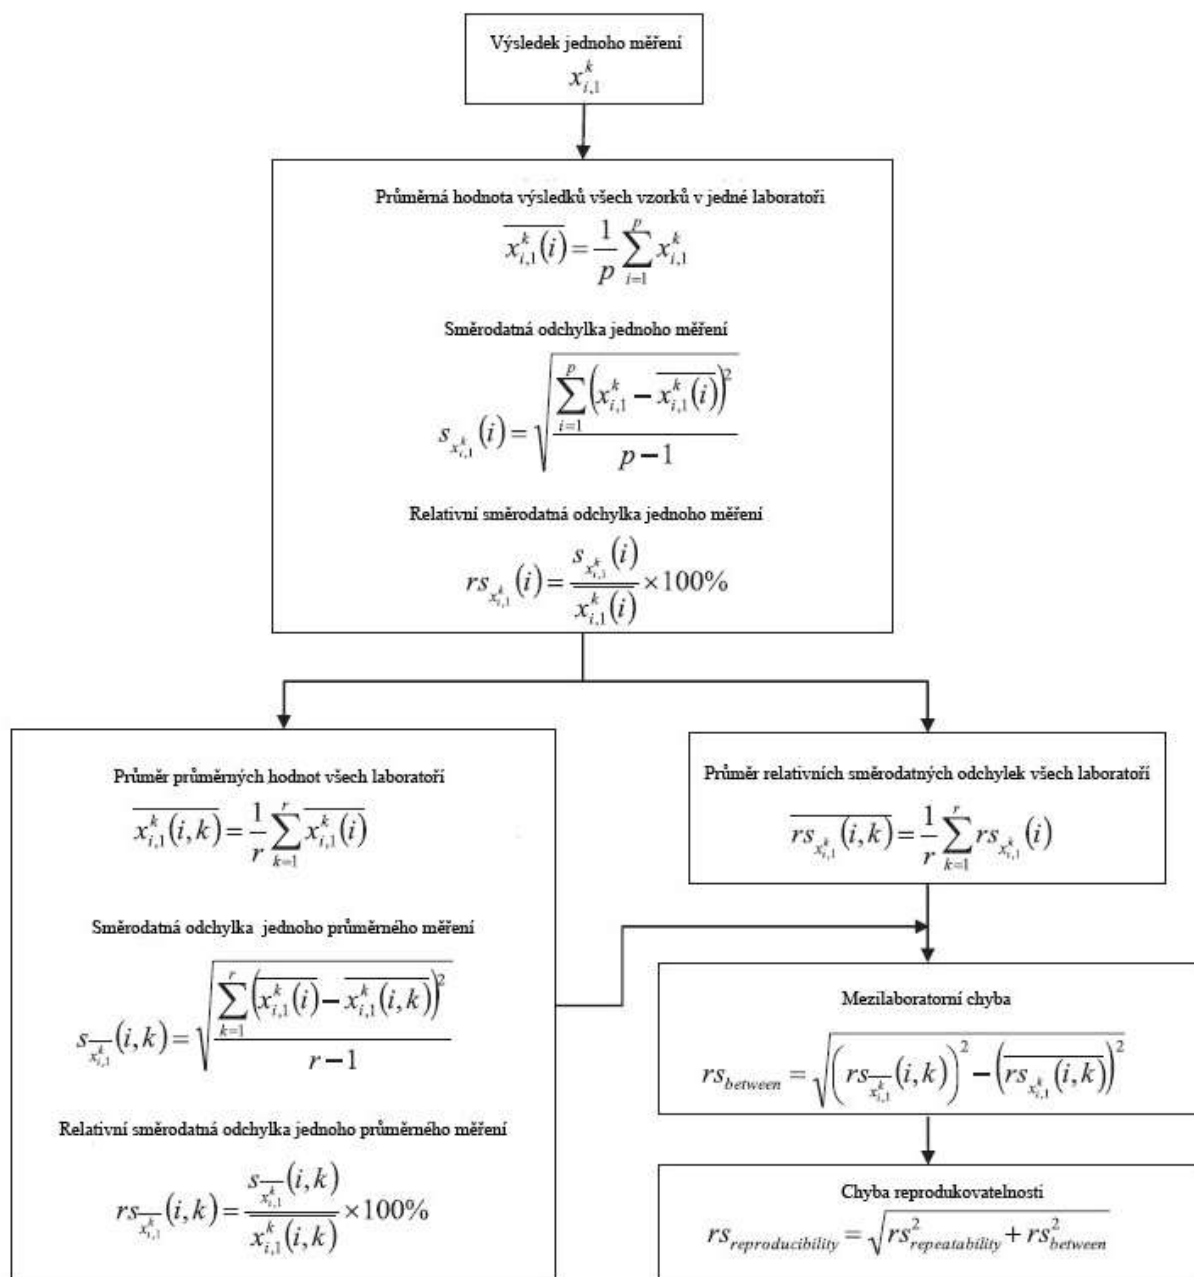 Výsledek jednoho měření
$x_{i,1}^{k}$
Průměrná hodnota výsledků všech vzorků v jedné laboratoři
$\overline{x_{i,1}^{k}(i)} = \frac{1}{p} \sum_{i=1}^{p} x_{i,1}^{k}$
Směrodatná odchylka jednoho měření
$s_{x_{i,1}^{k}}(i) = \sqrt{\frac{\sum_{i=1}^{p} \left( x_{i,1}^{k} - \overline{x_{i,1}^{k}(i)} \right)^2}{p-1}}$
Relativní směrodatná odchylka jednoho měření
$rs_{x_{i,1}^{k}}(i) = \frac{s_{x_{i,1}^{k}}(i)}{\overline{x_{i,1}^{k}(i)}} \times 100\%$
Průměr průměrných hodnot všech laboratoří
$\overline{x_{i,1}^{k}(i,k)} = \frac{1}{r} \sum_{k=1}^{r} \overline{x_{i,1}^{k}(i)}$
Směrodatná odchylka jednoho průměrného měření
$s_{\overline{x_{i,1}^{k}}}(i,k) = \sqrt{\frac{\sum_{k=1}^{r} \left( \overline{x_{i,1}^{k}(i)} - \overline{x_{i,1}^{k}(i,k)} \right)^2}{r-1}}$
Relativní směrodatná odchylka jednoho průměrného měření
$rs_{\overline{x_{i,1}^{k}}}(i,k) = \frac{s_{\overline{x_{i,1}^{k}}}(i,k)}{\overline{x_{i,1}^{k}(i,k)}} \times 100\%$
Průměr relativních směrodatných odchylek všech laboratoří
$\overline{rs_{x_{i,1}^{k}}(i,k)} = \frac{1}{r} \sum_{k=1}^{r} rs_{x_{i,1}^{k}}(i)$
Mezilaboratorní chyba
$rs_{between} = \sqrt{\left( rs_{\overline{x_{i,1}^{k}}}(i,k) \right)^2 - \left( \overline{rs_{x_{i,1}^{k}}(i,k)} \right)^2}$
Chyba reprodukovatelnosti
$rs_{reproducibility} = \sqrt{rs_{repeatability}^2 + rs_{between}^2}$